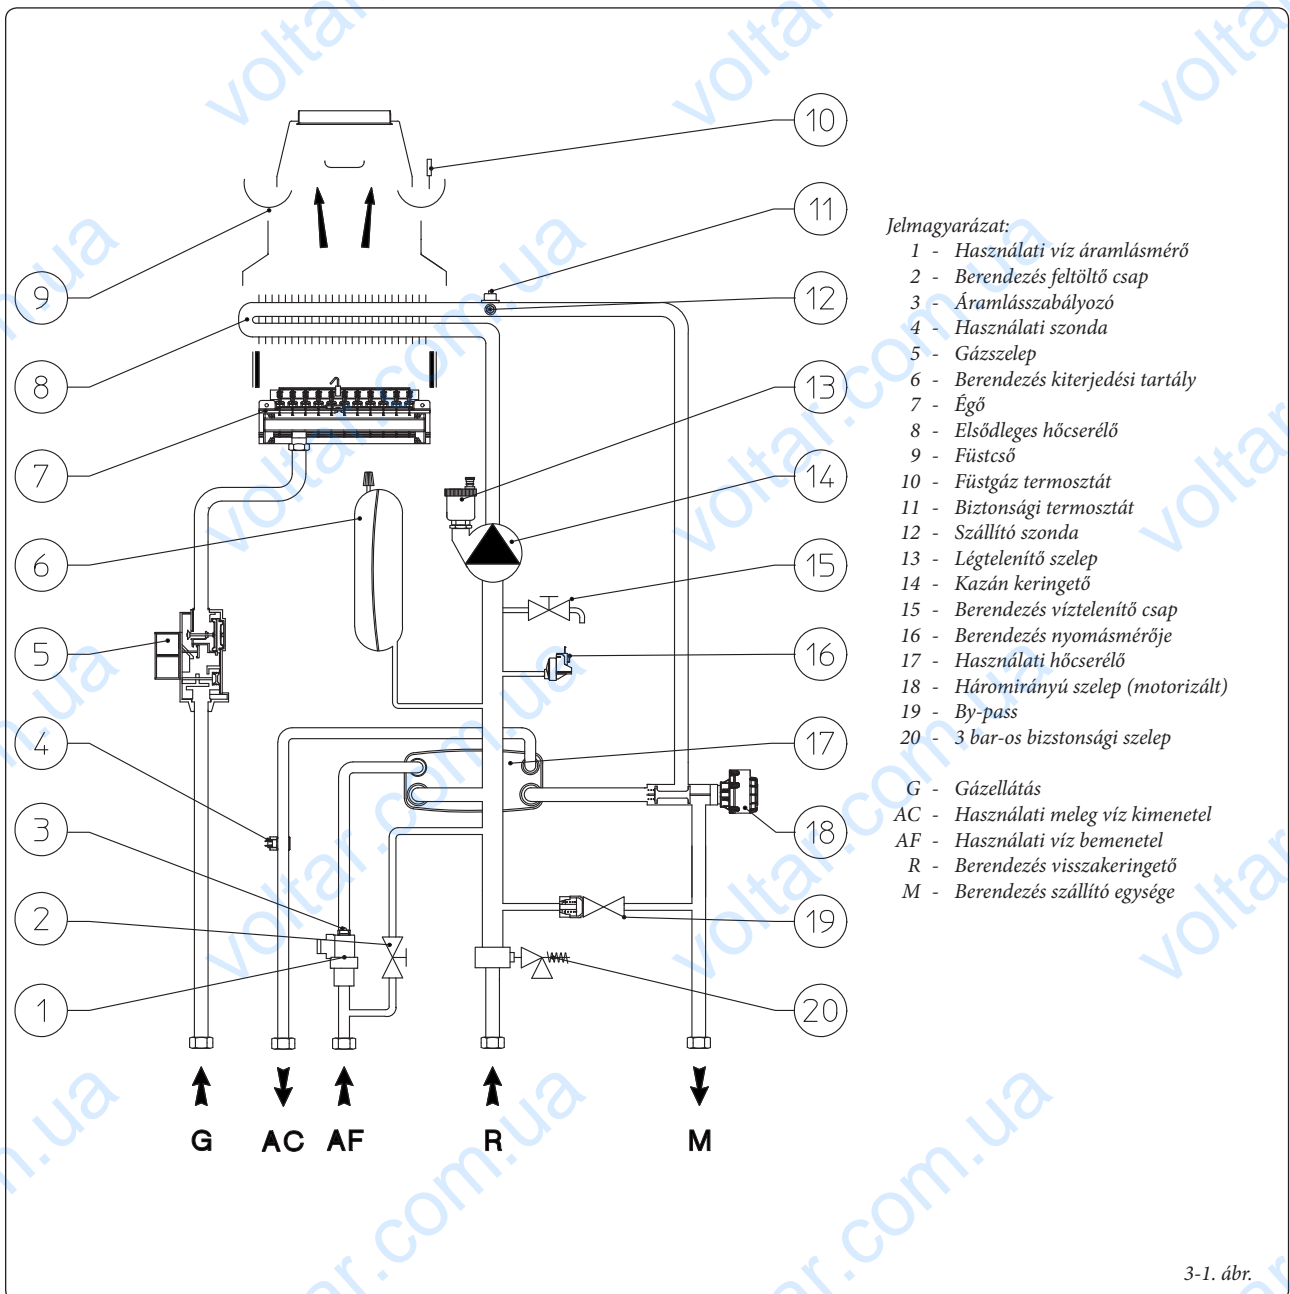 10
11
9
12
8
13
7
14
6
15
5
16
4
17
3
18
2
19
1
20
G
AC
AF
R
M
Jelmagyarázat:
1 - Használati víz áramlásmérő
2 - Berendezés feltöltő csap
3 - Áramlásszabályozó
4 - Használati szonda
5 - Gázszelep
6 - Berendezés kiterjedési tartály
7 - Égő
8 - Elsődleges hőcserélő
9 - Füstcső
10 - Füstgáz termosztát
11 - Biztonsági termosztát
12 - Szállító szonda
13 - Légtelenítő szelep
14 - Kazán keringető
15 - Berendezés víztelenítő csap
16 - Berendezés nyomásmérője
17 - Használati hőcserélő
18 - Háromirányú szelep (motorizált)
19 - By-pass
20 - 3 bar-os bizstonsági szelep
G - Gázellátás
AC - Használati meleg víz kimenetel
AF - Használati víz bemenetel
R - Berendezés visszakeringető
M - Berendezés szállító egysége
3-1. ábr.
voltar.com.ua